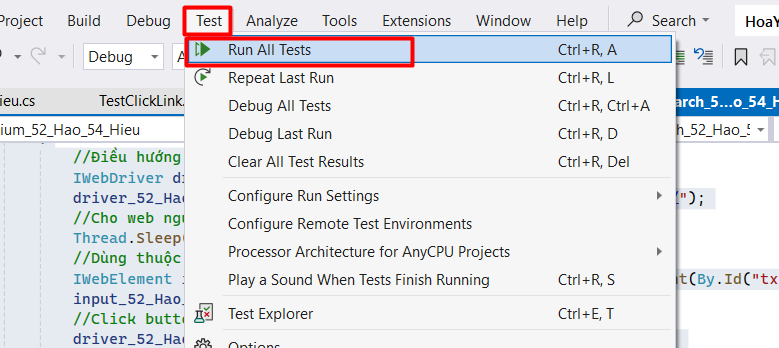 Project Build Debug Test Analyze Tools Extensions Window Help Search HoaY
Debug
Run All Tests Ctrl+R, A
Repeat Last Run Ctrl+R, L
ieu.cs TestClickLink. Debug All Tests Ctrl+R, Ctrl+A arch_5...o_54_H
ium_52_Hao_54_Hieu Debug Last Run Ctrl+R, D h_52_Hao_5
//Điều hướng Clear All Test Results Ctrl+R, Del
IWebDriver dr
driver_52_Hao Configure Run Settings /");
//Cho web ngu Configure Remote Test Environments
Thread.Sleep(
//Dùng thuộc Processor Architecture for AnyCPU Projects
IWebElement i Play a Sound When Tests Finish Running Ctrl+R, S nt(By.Id("tx
input_52_Hao_
//Click butto Test Explorer Ctrl+E, T
driver_52_Hao
Options